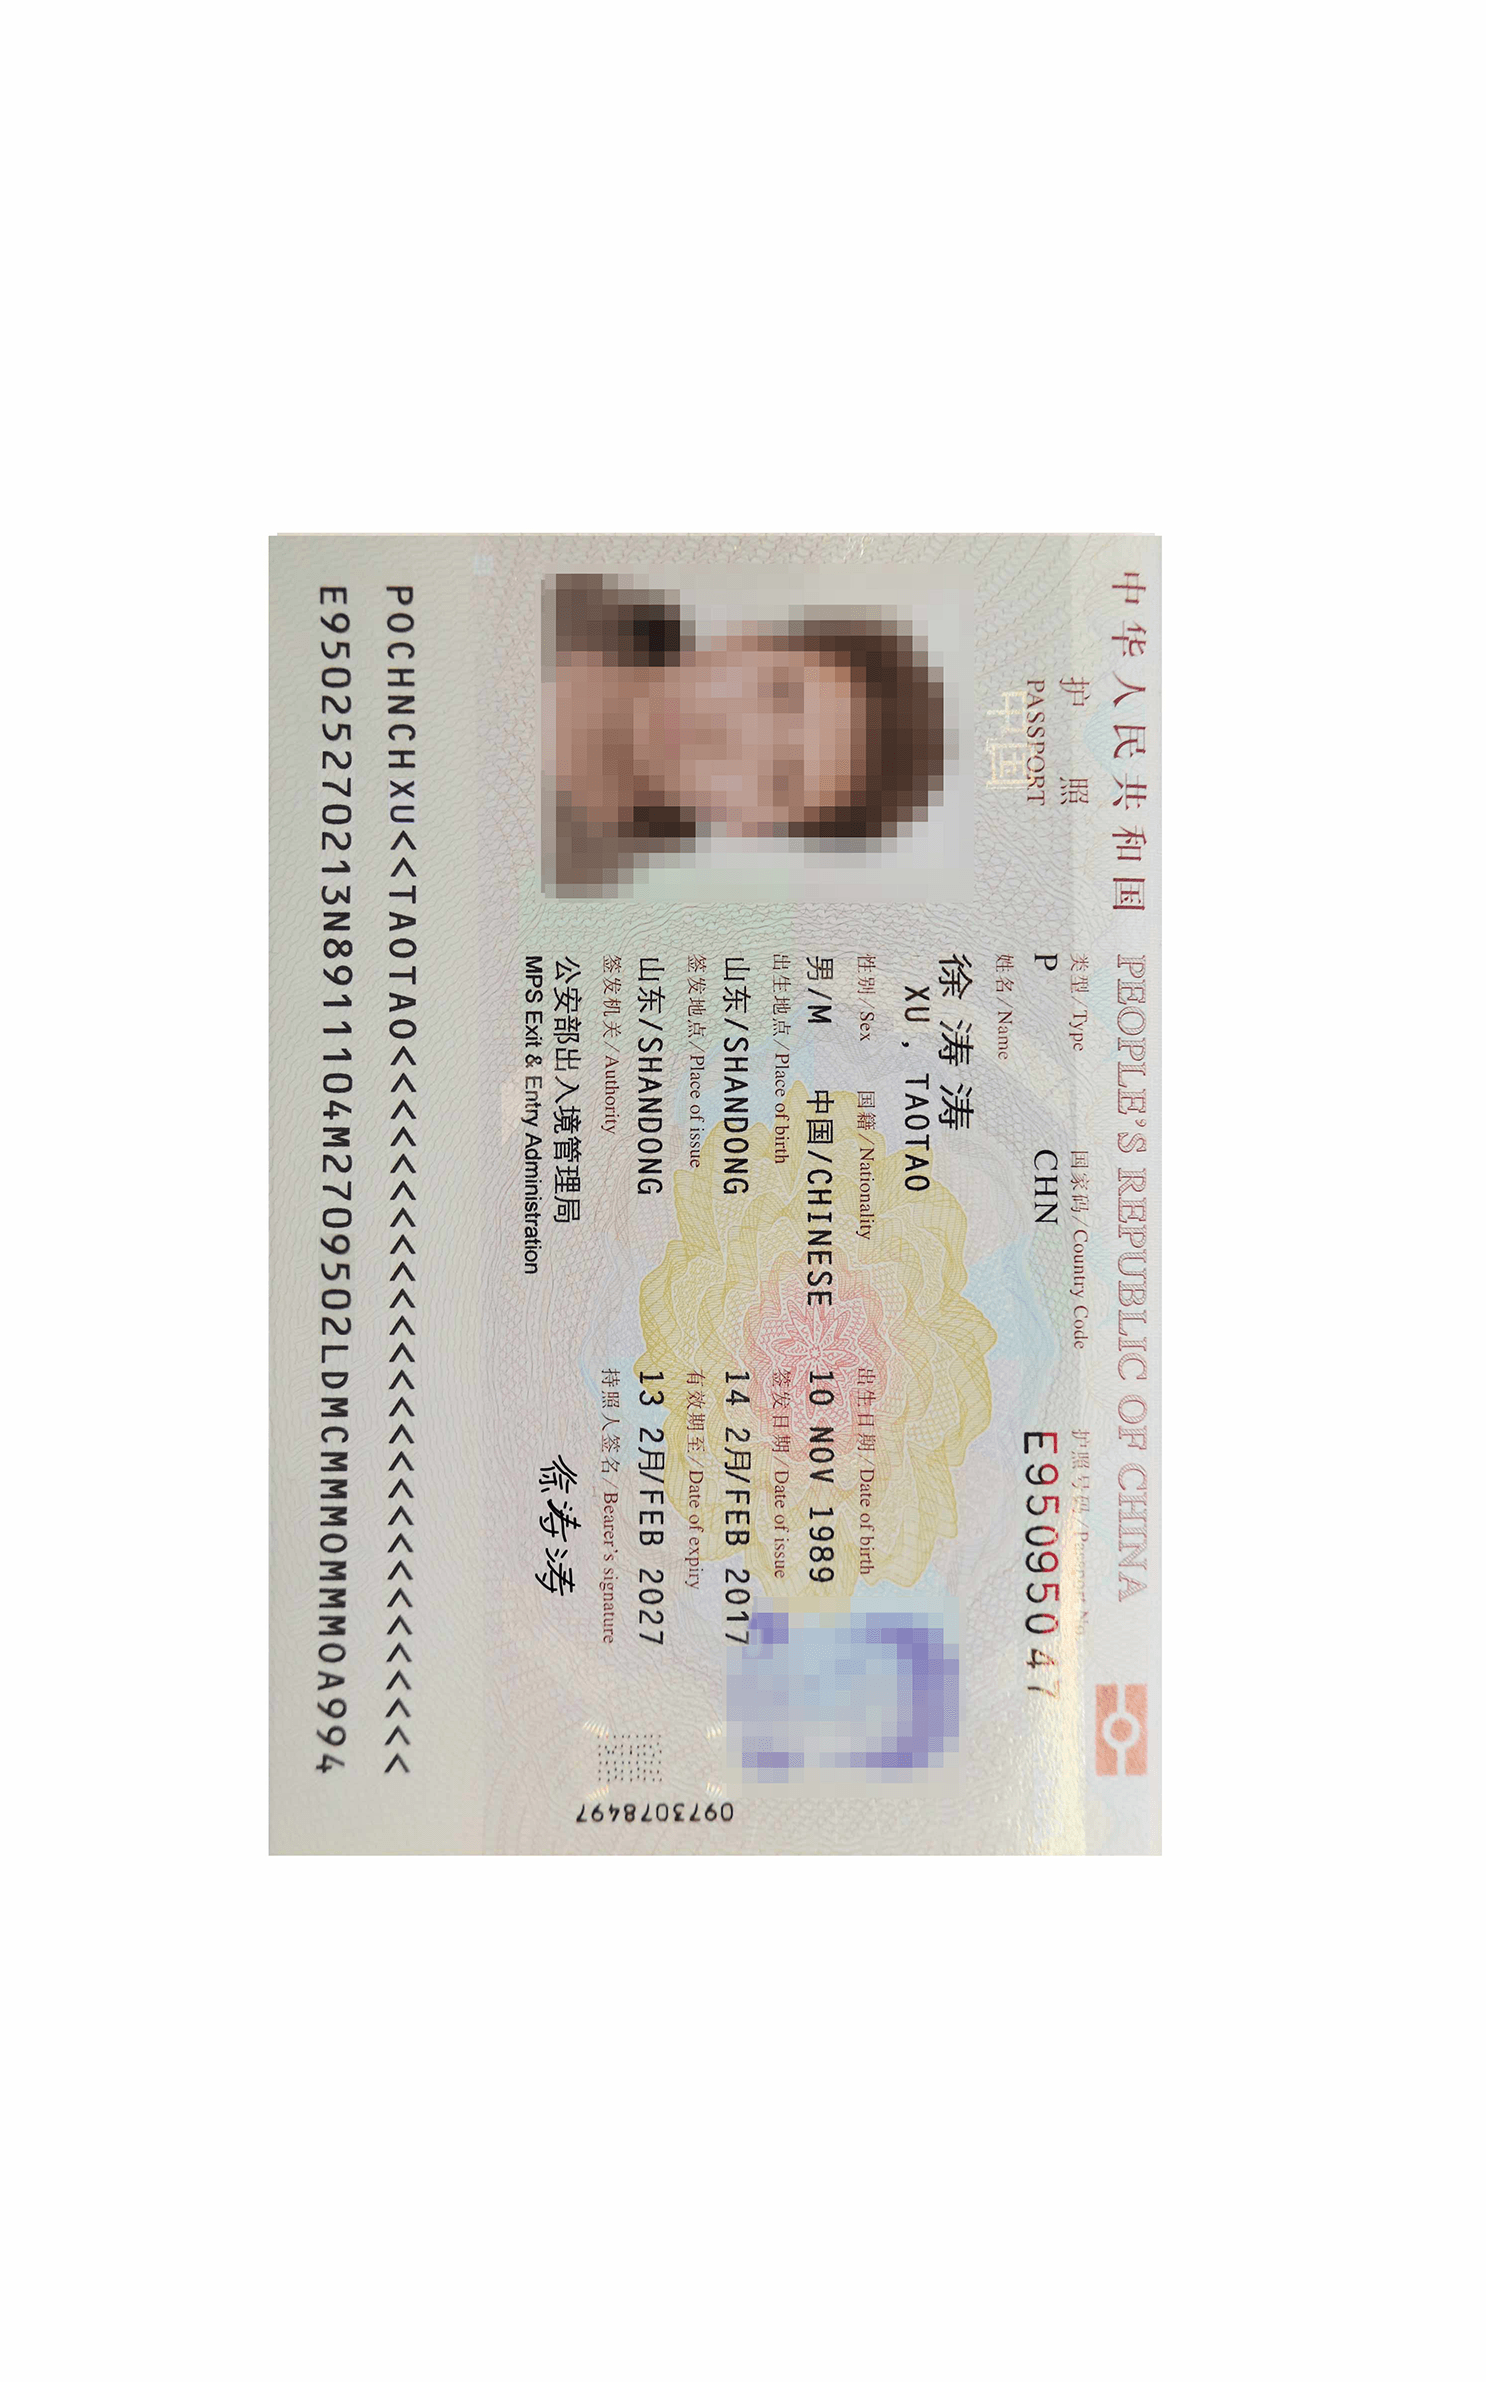 中华人民共和国 PEOPLE'S REPUBLIC OF CHINA
护 照
PASSPORT
类型/Type 国家码/Country Code 护照号码/Passport No.
P CHN E95095047
姓名/Name
徐涛涛
XU, TAOTAO
性别/Sex 国籍/Nationality 出生日期/Date of birth
男/M 中国/CHINESE 10 NOV 1989
出生地点/Place of birth 签发日期/Date of issue
山东/SHANDONG 14 2月/FEB 2017
签发地点/Place of issue 有效期至/Date of expiry
山东/SHANDONG 13 2月/FEB 2027
签发机关/Authority 持照人签名/Bearer's signature
公安部出入境管理局
MPS Exit & Entry Administration
徐涛涛
中国
0973078497
POCHNCHXU<<TAOTAO<<<<<<<<<<<<<<<<<<<<<<<<<<<
E95025270213N8911104M2709502LDMCMMMOMMMOA994